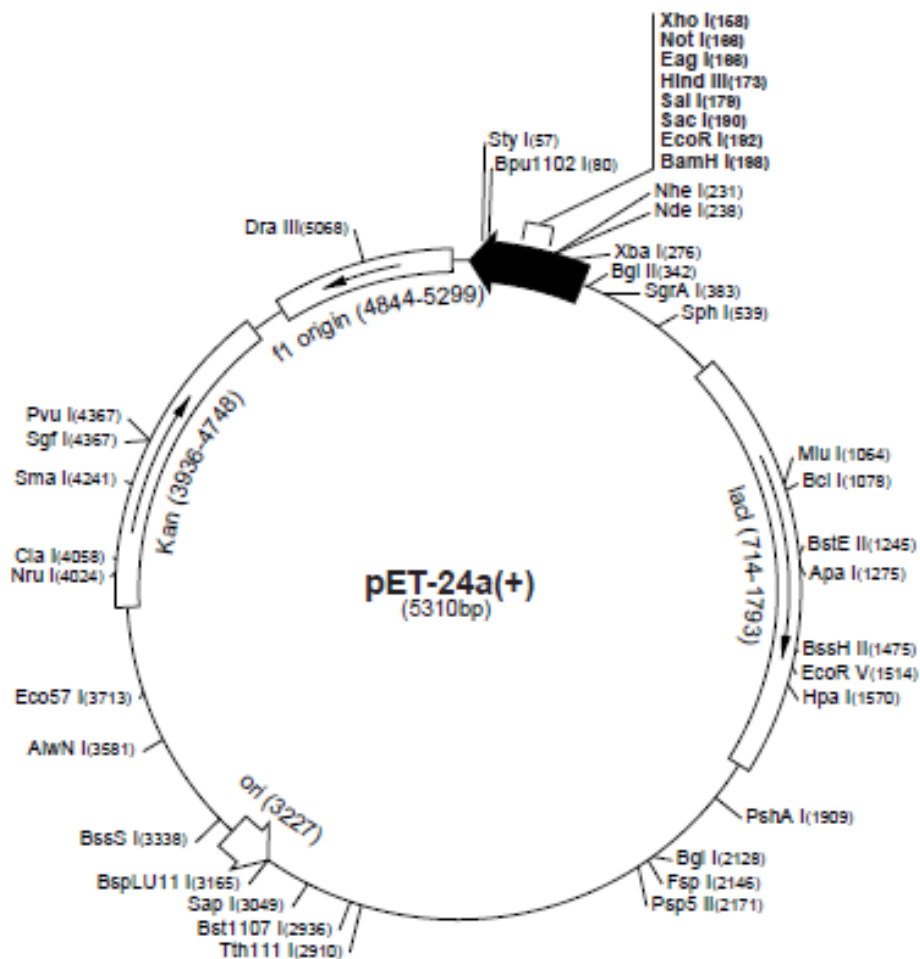 Xho I(158)
Not I(166)
Eag I(166)
Hind III(173)
Sal I(179)
Sac I(190)
EcoR I(192)
BamH I(198)
Sty I(57)
Bpu1102 I(80)
Nhe I(231)
Nde I(238)
Xba I(276)
Bgl II(342)
SgrA I(383)
Sph I(539)
Dra III(5068)
f1 origin (4844-5299)
Pvu I(4367)
Sgf I(4367)
Sma I(4241)
Kan (3936-4748)
Cla I(4058)
Nru I(4024)
Mlu I(1064)
Bcl I(1078)
lacI (714-1793)
BstE II(1245)
Apa I(1275)
BssH II(1475)
EcoR V(1514)
Hpa I(1570)
pET-24a(+)
(5310bp)
Eco57 I(3713)
AlwN I(3581)
ori (3227)
BssS I(3338)
BspLU11 I(3165)
Sap I(3049)
Bst1107 I(2936)
Tth111 I(2910)
PshA I(1909)
Bgl I(2128)
Fsp I(2146)
Psp5 II(2171)